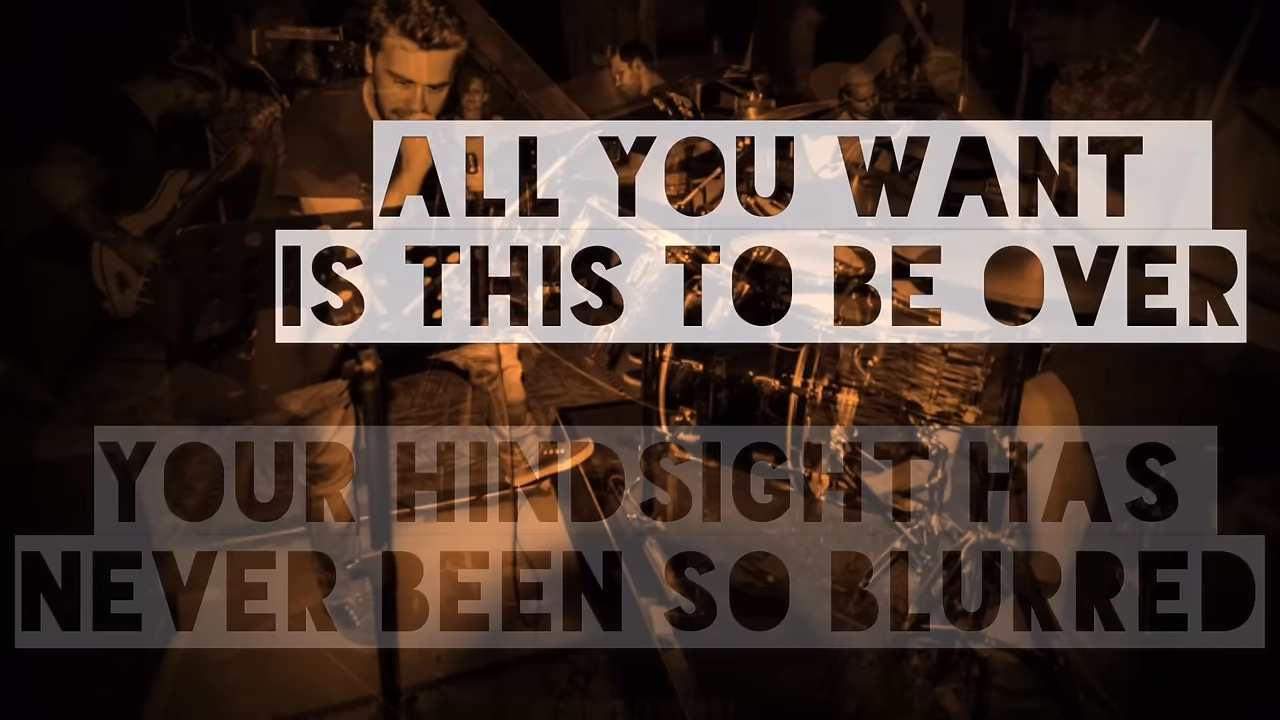 ALL YOU WANT
IS THIS TO BE OVER
YOUR HINDSIGHT HAS
NEVER BEEN SO BLURRED